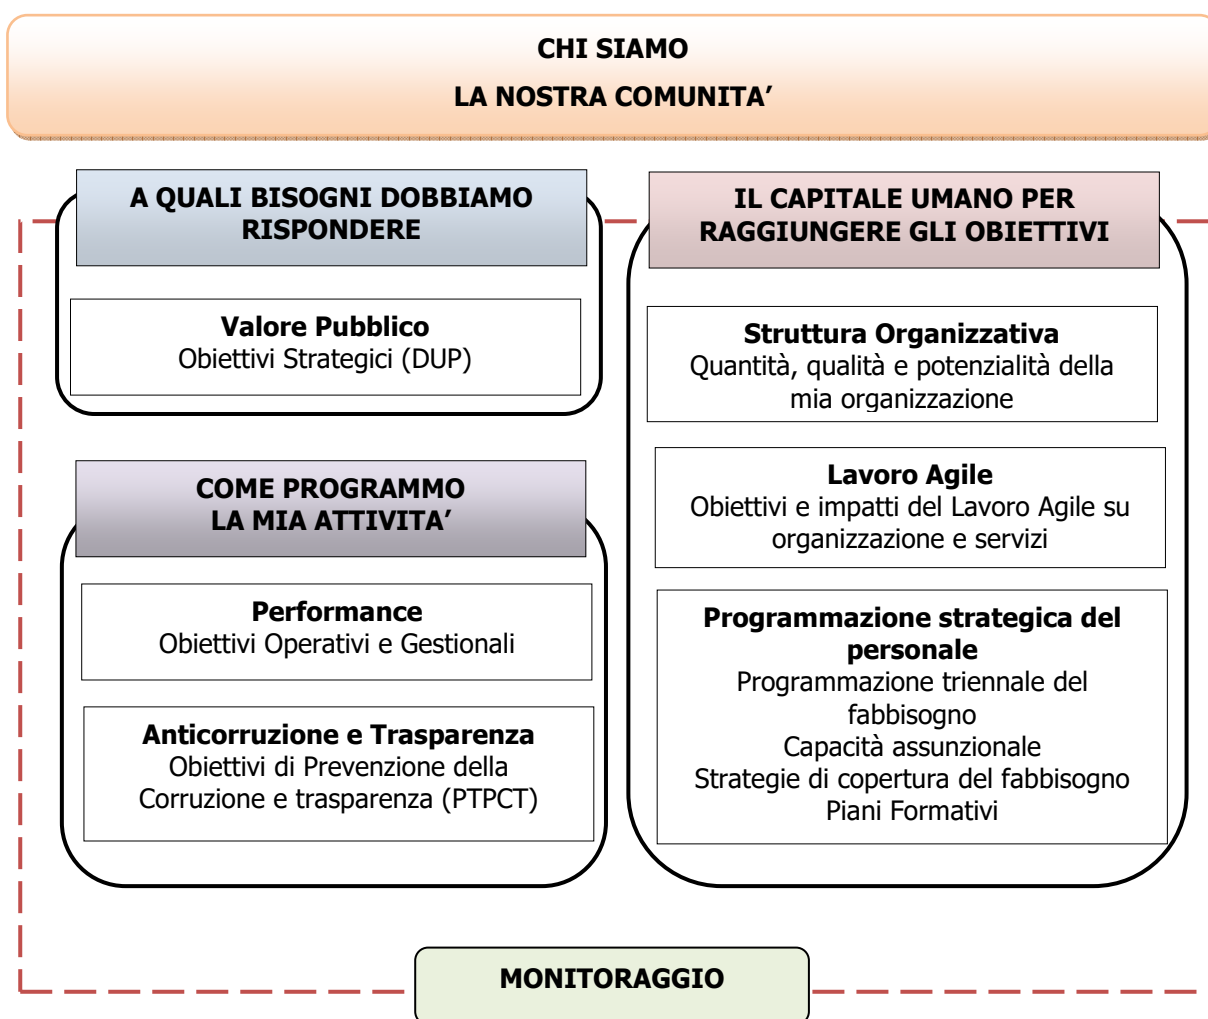 CHI SIAMO
LA NOSTRA COMUNITA’
A QUALI BISOGNI DOBBIAMO
RISPONDERE
Valore Pubblico
Obiettivi Strategici (DUP)
COME PROGRAMMO
LA MIA ATTIVITA’
Performance
Obiettivi Operativi e Gestionali
Anticorruzione e Trasparenza
Obiettivi di Prevenzione della
Corruzione e trasparenza (PTPCT)
IL CAPITALE UMANO PER
RAGGIUNGERE GLI OBIETTIVI
Struttura Organizzativa
Quantità, qualità e potenzialità della
mia organizzazione
Lavoro Agile
Obiettivi e impatti del Lavoro Agile su
organizzazione e servizi
Programmazione strategica del
personale
Programmazione triennale del
fabbisogno
Capacità assunzionale
Strategie di copertura del fabbisogno
Piani Formativi
MONITORAGGIO